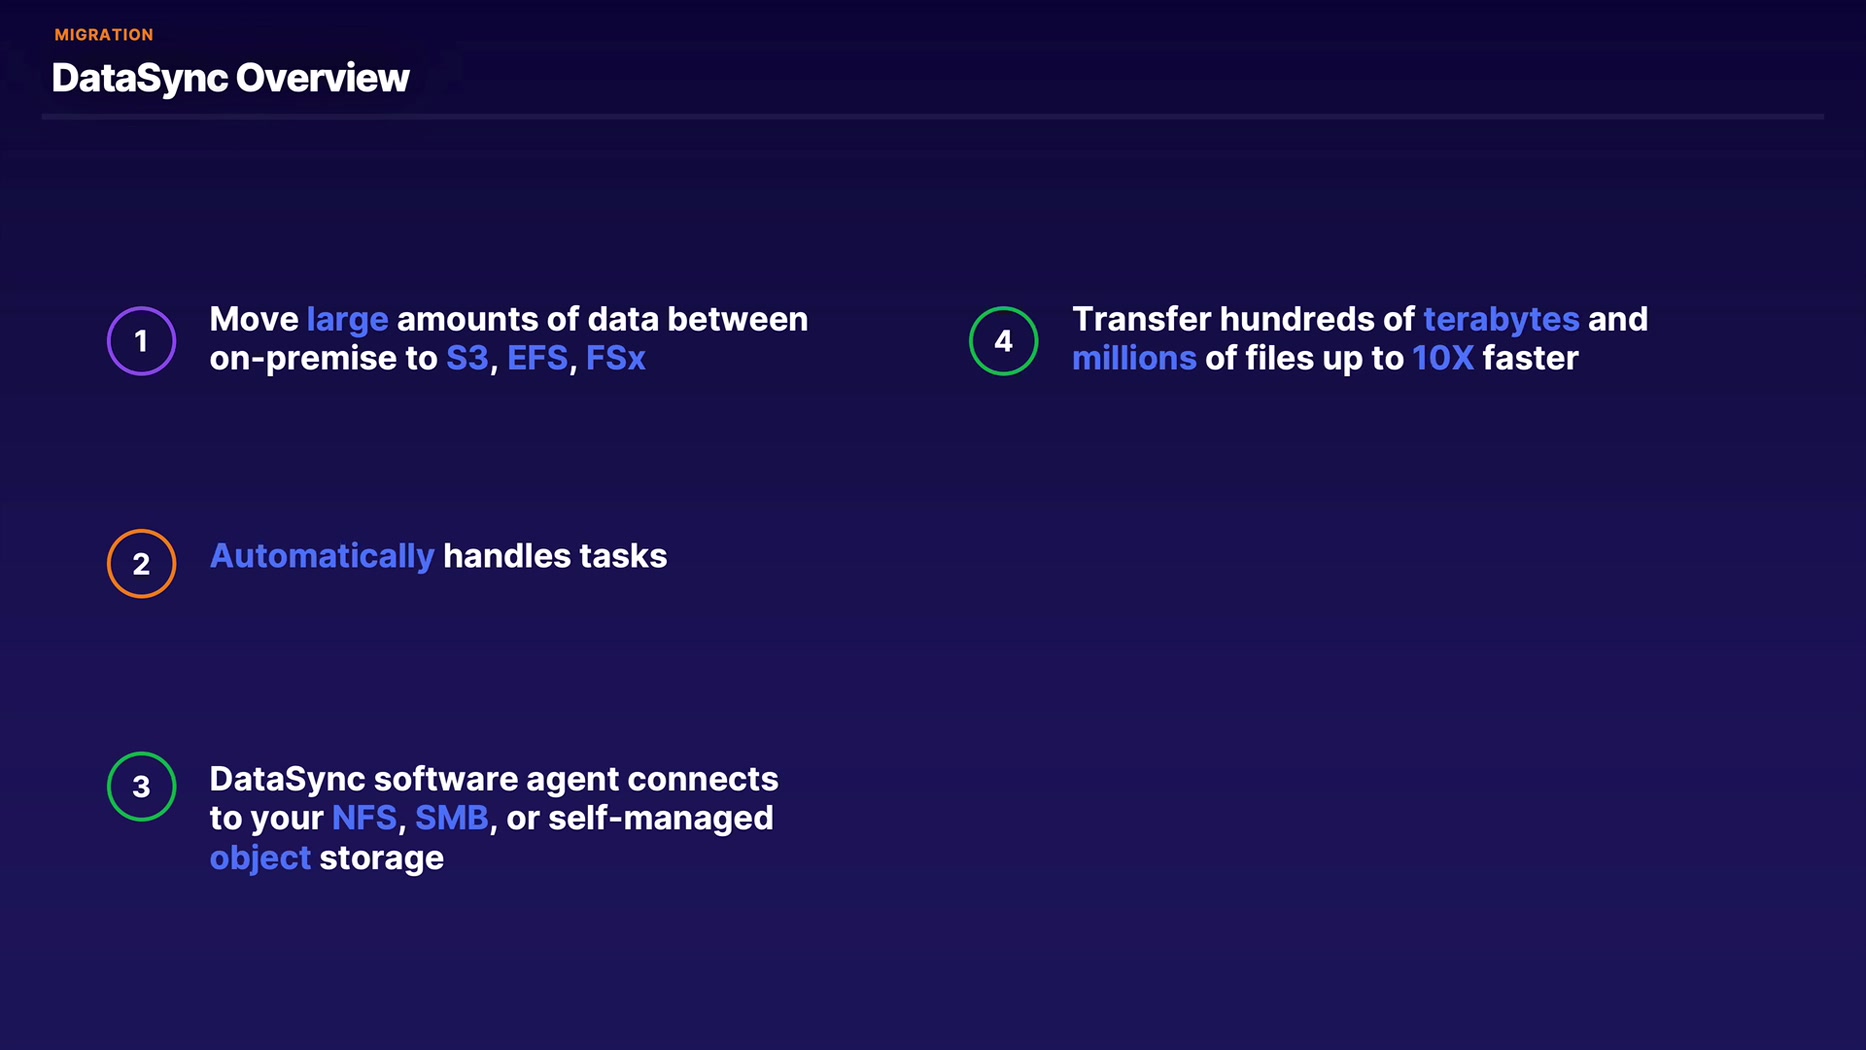 MIGRATION
DataSync Overview
1
Move large amounts of data between
on-premise to S3, EFS, FSx
2
Automatically handles tasks
3
DataSync software agent connects
to your NFS, SMB, or self-managed
object storage
4
Transfer hundreds of terabytes and
millions of files up to 10X faster